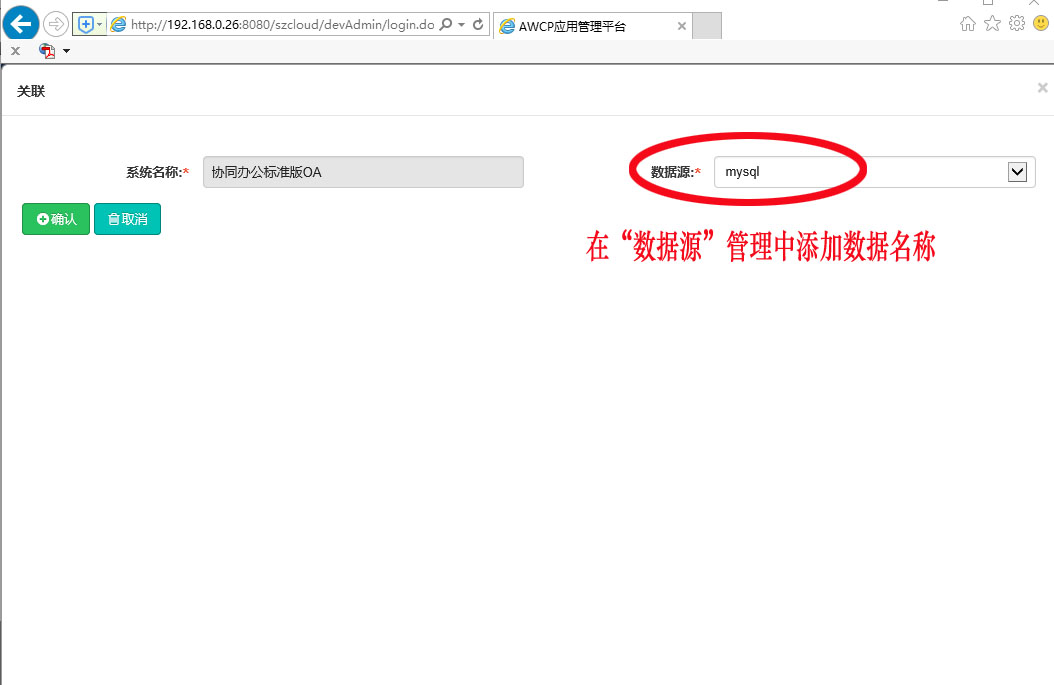 http://192.168.0.26:8080/szcloud/devAdmin/login.do
AWCP应用管理平台
关联
系统名称:*
协同办公标准版OA
数据源:*
mysql
确认
取消
在“数据源”管理中添加数据名称